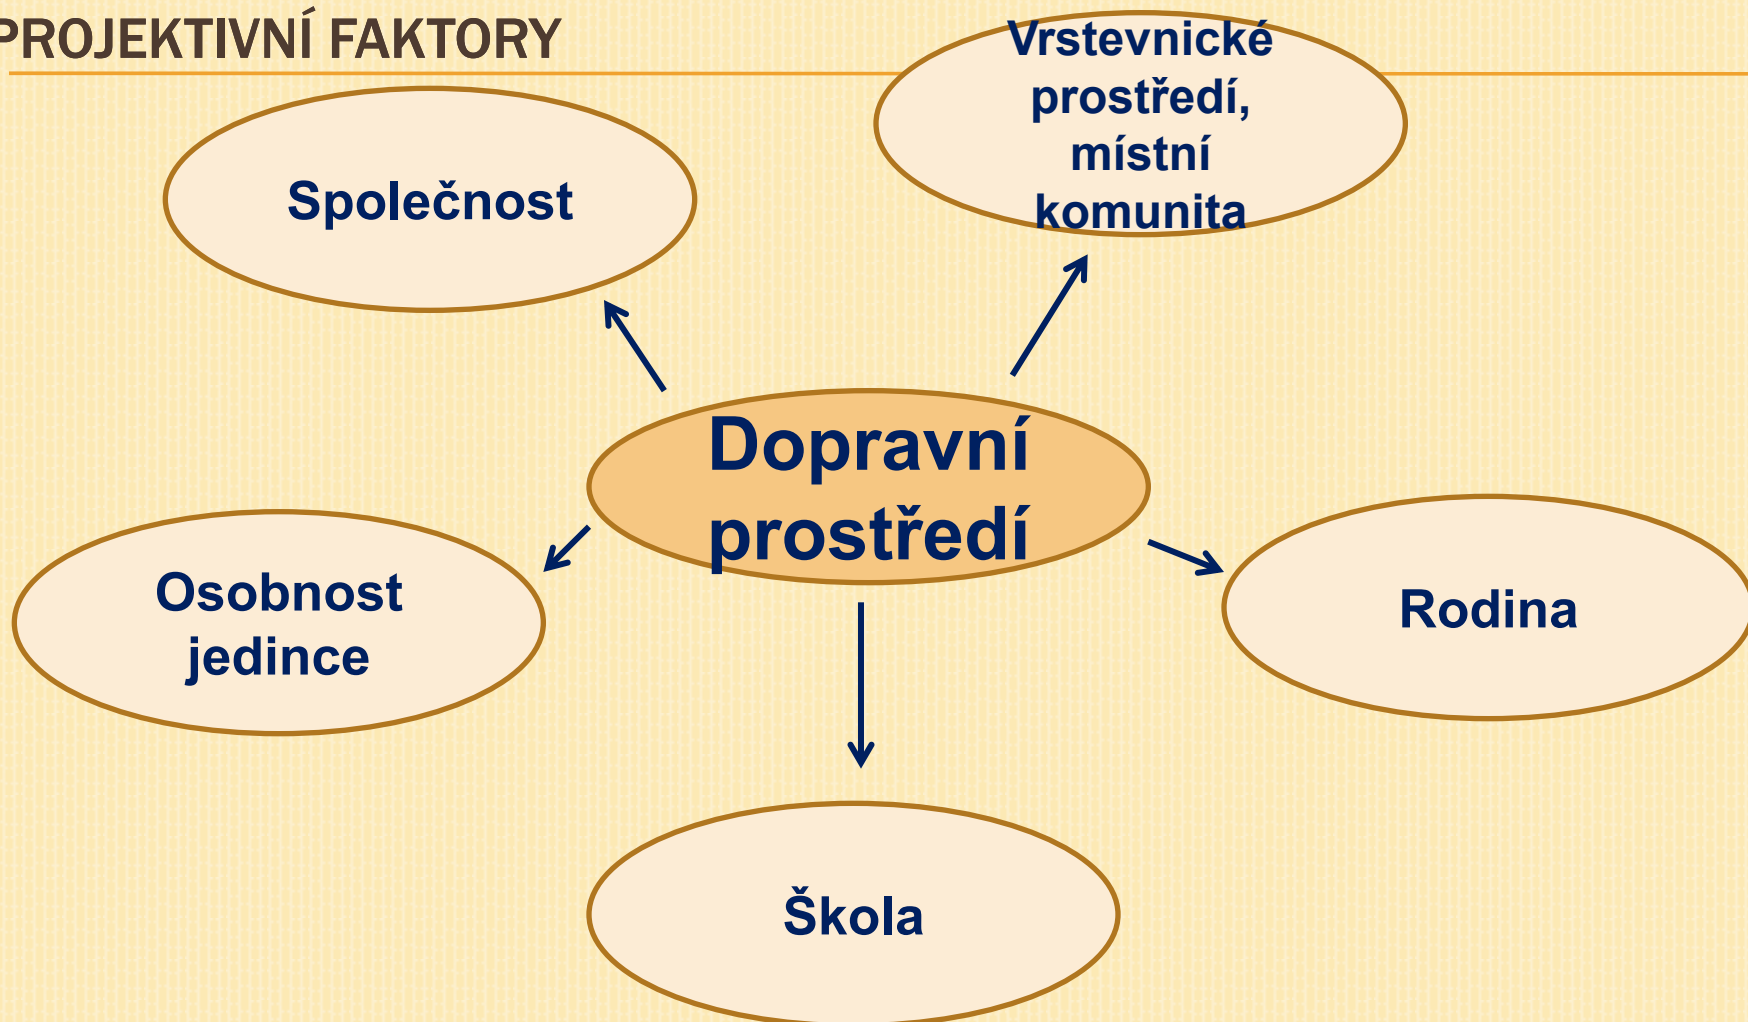 PROJEKTIVNÍ FAKTORY
Vrstevnické
prostředí,
místní
komunita
Společnost
Dopravní
prostředí
Osobnost
jedince
Rodina
Škola